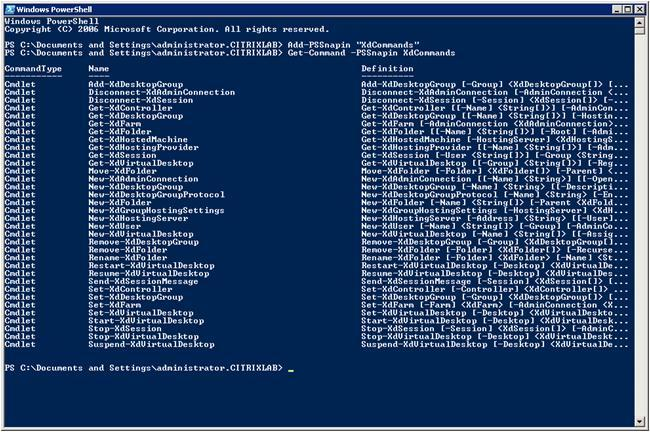 Windows PowerShell
Windows PowerShell
Copyright (C) 2006 Microsoft Corporation. All rights reserved.
PS C:\Documents and Settings\administrator.CITRIXLAB> Add-PSSnapin "XdCommands"
PS C:\Documents and Settings\administrator.CITRIXLAB> Get-Command -PSSnapin XdCommands
CommandType Name Definition
----------- ---- ----------
Cmdlet Add-XdDesktopGroup Add-XdDesktopGroup [-Group] <XdDesktopGroup[]> [...
Cmdlet Disconnect-XdAdminConnection Disconnect-XdAdminConnection [-AdminConnection <...
Cmdlet Disconnect-XdSession Disconnect-XdSession [-Session] <XdSession[]> [-...
Cmdlet Get-XdController Get-XdController [[-Name] <String[]>] [-AdminCon...
Cmdlet Get-XdDesktopGroup Get-XdDesktopGroup [[-Name] <String[]>] [-Hostin...
Cmdlet Get-XdFarm Get-XdFarm [-AdminConnection <XdAdminConnection>...
Cmdlet Get-XdFolder Get-XdFolder [[-Name] <String[]>] [-Root] [-Admi...
Cmdlet Get-XdHostedMachine Get-XdHostedMachine [-HostingServer] <XdHostingS...
Cmdlet Get-XdHostingProvider Get-XdHostingProvider [[-Name] <String[]>] [-Adm...
Cmdlet Get-XdSession Get-XdSession [-User <String[]>] [-Group <String...
Cmdlet Get-XdVirtualDesktop Get-XdVirtualDesktop [[-Group] <String[]>] [-Reg...
Cmdlet Move-XdFolder Move-XdFolder [-Folder] <XdFolder[]> [-Parent] <...
Cmdlet New-XdAdminConnection New-XdAdminConnection [[-Name] <String[]>] [[-Open...
Cmdlet New-XdDesktopGroup New-XdDesktopGroup [-Name] <String> [[-Descripti...
Cmdlet New-XdDesktopGroupProtocol New-XdDesktopGroupProtocol [-Name] <String> [-En...
Cmdlet New-XdFolder New-XdFolder [-Name] <String[]> [-Parent <XdFold...
Cmdlet New-XdGroupHostingSettings New-XdGroupHostingSettings [-HostingServer] <XdH...
Cmdlet New-XdHostingServer New-XdHostingServer [-Address] <String> [[-User]...
Cmdlet New-XdUser New-XdUser [-Name] <String[]> [-Group] [-AdminCo...
Cmdlet New-XdVirtualDesktop New-XdVirtualDesktop [-Name] <String[]> [[-Assig...
Cmdlet Remove-XdDesktopGroup Remove-XdDesktopGroup [-Group] <XdDesktopGroup[]...
Cmdlet Remove-XdFolder Remove-XdFolder [-Folder] <XdFolder[]> [-Recurse...
Cmdlet Rename-XdFolder Rename-XdFolder [-Folder] <XdFolder> [-Name] <St...
Cmdlet Restart-XdVirtualDesktop Restart-XdVirtualDesktop [-Desktop] <XdVirtualDe...
Cmdlet Resume-XdVirtualDesktop Resume-XdVirtualDesktop [-Desktop] <XdVirtualDes...
Cmdlet Send-XdSessionMessage Send-XdSessionMessage [-Session] <XdSession[]> [...
Cmdlet Set-XdController Set-XdController [-Controller] <XdController[]> ...
Cmdlet Set-XdDesktopGroup Set-XdDesktopGroup [-Group] <XdDesktopGroup[]> [...
Cmdlet Set-XdFarm Set-XdFarm [-Farm] <XdFarm> [-AdminConnection <X...
Cmdlet Set-XdVirtualDesktop Set-XdVirtualDesktop [-Desktop] <XdVirtualDeskto...
Cmdlet Start-XdVirtualDesktop Start-XdVirtualDesktop [-Desktop] <XdVirtualDesk...
Cmdlet Stop-XdSession Stop-XdSession [-Session] <XdSession[]> [-AdminC...
Cmdlet Stop-XdVirtualDesktop Stop-XdVirtualDesktop [-Desktop] <XdVirtualDeskt...
Cmdlet Suspend-XdVirtualDesktop Suspend-XdVirtualDesktop [-Desktop] <XdVirtualDe...
PS C:\Documents and Settings\administrator.CITRIXLAB> _